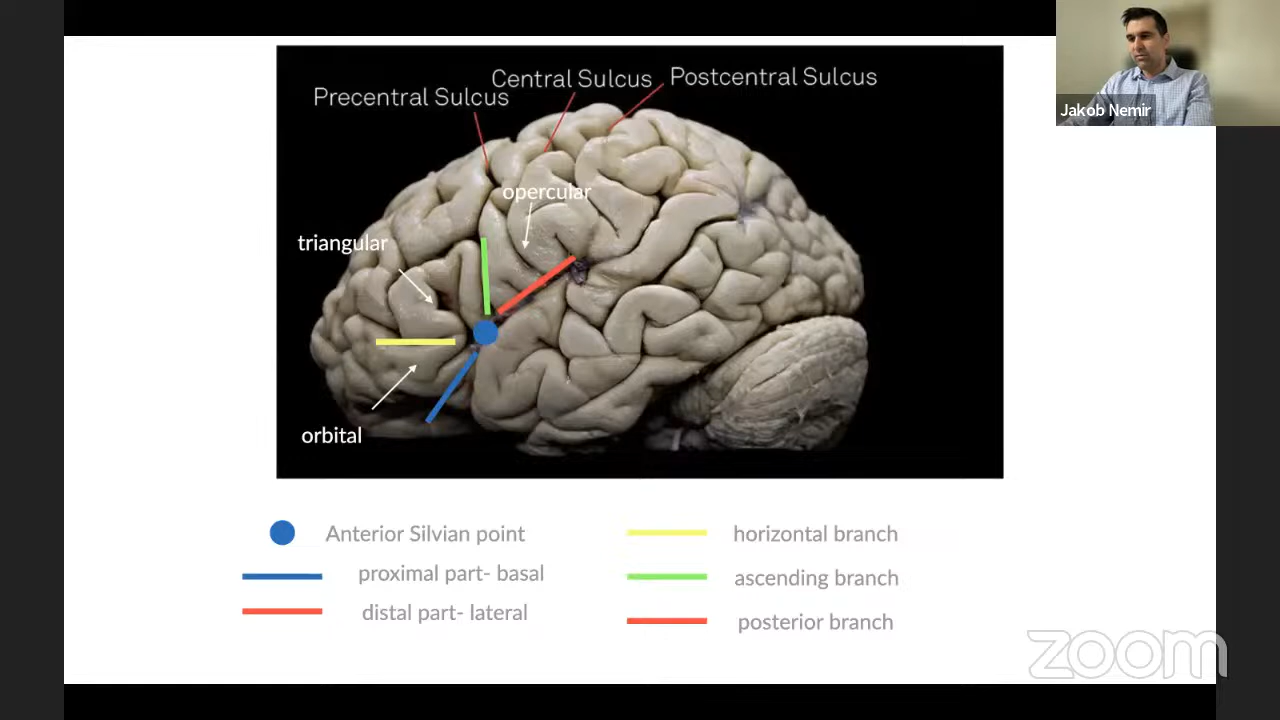 Jakob Nemir
Central Sulcus
Postcentral Sulcus
Precentral Sulcus
opercular
triangular
orbital
Anterior Silvian point
horizontal branch
proximal part- basal
ascending branch
distal part- lateral
posterior branch
zoom